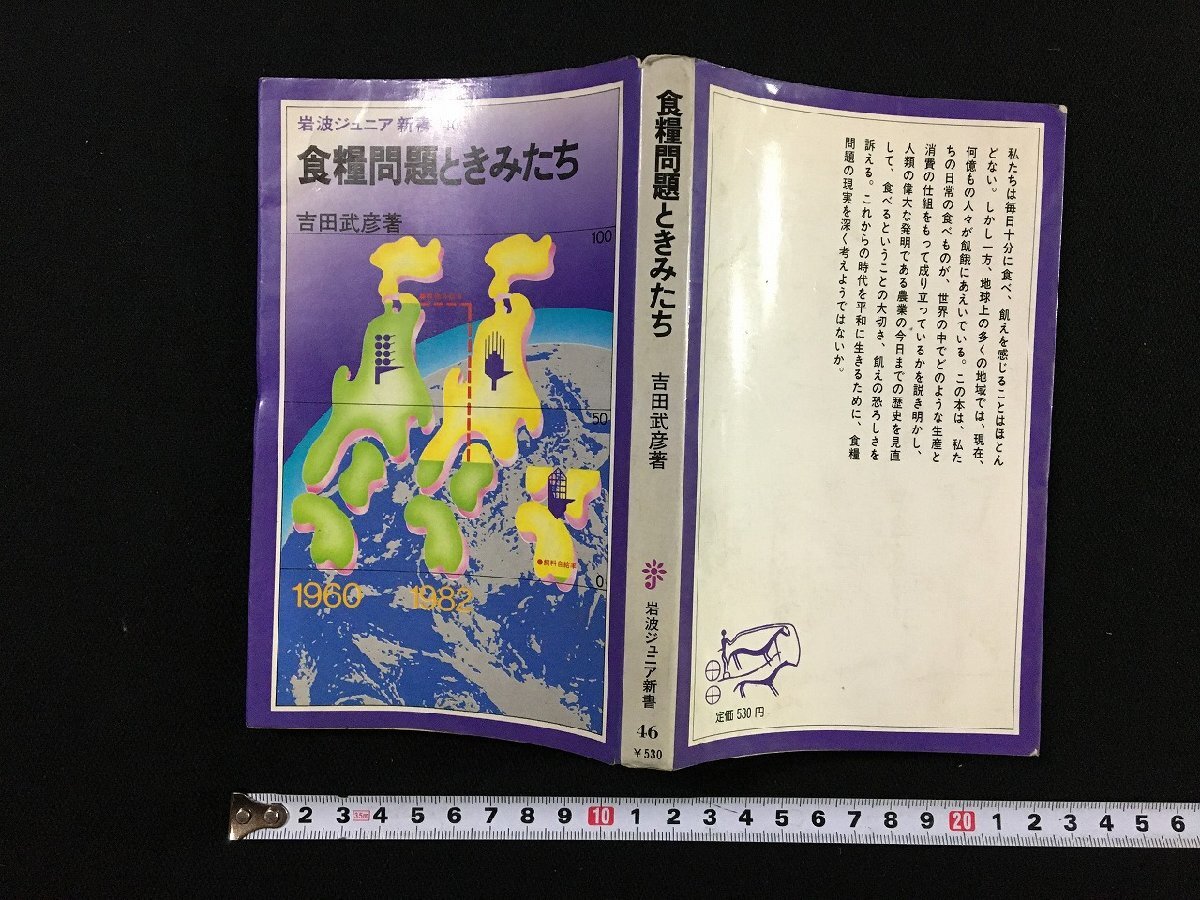 岩波ジュニア新書
食糧問題ときみたち
吉田武彦著
100
50
●食料自給率
0
1960
1982
食糧問題ときみたち
吉田武彦著
岩波ジュニア新書
46
¥530
私たちは毎日十分に食べ、飢えを感じることはほとん
どない。しかし一方、地球上の多くの地域では、現在、
何億もの人々が飢餓にあえいでいる。この本は、私た
ちの日常の食べものが、世界の中でどのような生産と
消費の仕組をもって成り立っているかを説き明かし、
人類の偉大な発明である農業の今日までの歴史を見直
して、食べるということの大切さ、飢えの恐ろしさを
訴える。これからの時代を平和に生きるために、食糧
問題の現実を深く考えようではないか。
定価 530 円
2 3 3.5m 4 5 6 7 8 9 10 1 2 3 4 5 6 7 8 9 20 1 2 3 4 5 6